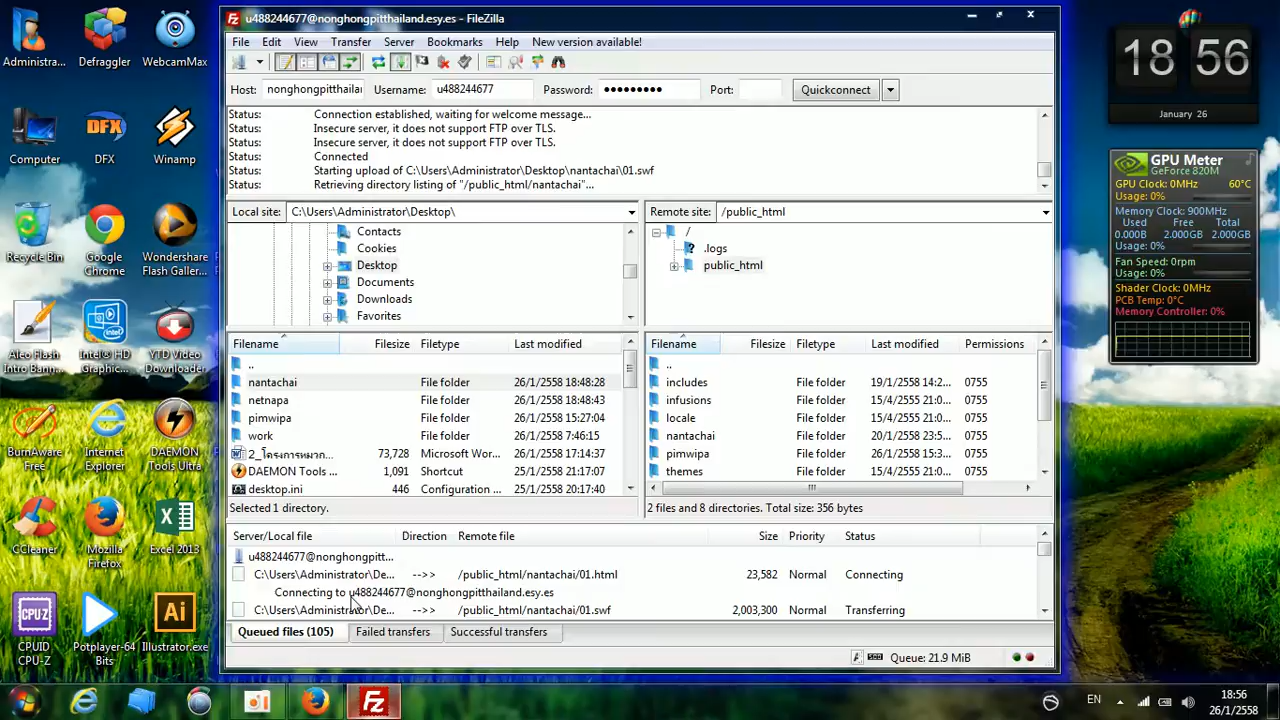 u488244677@nonghongpitthailand.esy.es - FileZilla
File Edit View Transfer Server Bookmarks Help New version available!
Host: nonghongpitthailan Username: u488244677 Password: ●●●●●●●●● Port: Quickconnect
Status: Connection established, waiting for welcome message...
Status: Insecure server, it does not support FTP over TLS.
Status: Insecure server, it does not support FTP over TLS.
Status: Connected
Status: Starting upload of C:\Users\Administrator\Desktop\nantachai\01.swf
Status: Retrieving directory listing of "/public_html/nantachai"...
Local site: C:\Users\Administrator\Desktop\
Contacts
Cookies
Desktop
Documents
Downloads
Favorites
Remote site: /public_html
/
.logs
public_html
Filename Filesize Filetype Last modified
..
nantachai File folder 26/1/2558 18:48:28
netnapa File folder 26/1/2558 18:48:43
pimwipa File folder 26/1/2558 15:27:04
work File folder 26/1/2558 7:46:15
73,728 Microsoft Wor... 26/1/2558 17:14:37
DAEMON Tools ... 1,091 Shortcut 25/1/2558 21:17:07
desktop.ini 446 Configuration ... 25/1/2558 20:17:40
Selected 1 directory.
Filename Filesize Filetype Last modified Permissions
..
includes File folder 19/1/2558 14:2... 0755
infusions File folder 15/4/2555 21:0... 0755
locale File folder 15/4/2555 21:0... 0755
nantachai File folder 20/1/2558 23:5... 0755
pimwipa File folder 26/1/2558 15:3... 0755
themes File folder 15/4/2555 21:0... 0755
2 files and 8 directories. Total size: 356 bytes
Server/Local file Direction Remote file Size Priority Status
u488244677@nonghongpitt...
C:\Users\Administrator\De... -->> /public_html/nantachai/01.html 23,582 Normal Connecting
Connecting to u488244677@nonghongpitthailand.esy.es
C:\Users\Administrator\De... -->> /public_html/nantachai/01.swf 2,003,300 Normal Transferring
Queued files (105) Failed transfers Successful transfers
Queue: 21.9 MiB
Administra...
Defraggler
WebcamMax
Computer
DFX
Winamp
Recycle Bin
Google Chrome
Wondershare Flash Galler...
Aleo Flash Intro Bann...
Intel® HD Graphic...
YTD Video Downloader
BurnAware Free
Internet Explorer
DAEMON Tools Ultra
CCleaner
Mozilla Firefox
Excel 2013
CPU-Z
CPUID CPU-Z
Potplayer-64 Bits
Ai
Illustrator.exe
18 56
January 26
GPU Meter
GeForce 820M
GPU Clock: 0MHz 60°C
Usage: 0%
Memory Clock: 900MHz
Used Free Total
0.000B 2.000GB 2.000GB
Usage: 0%
Fan Speed: 0rpm
Usage: 0%
Shader Clock: 0MHz
PCB Temp: 0°C
Memory Controller: 0%
EN
18:56
26/1/2558